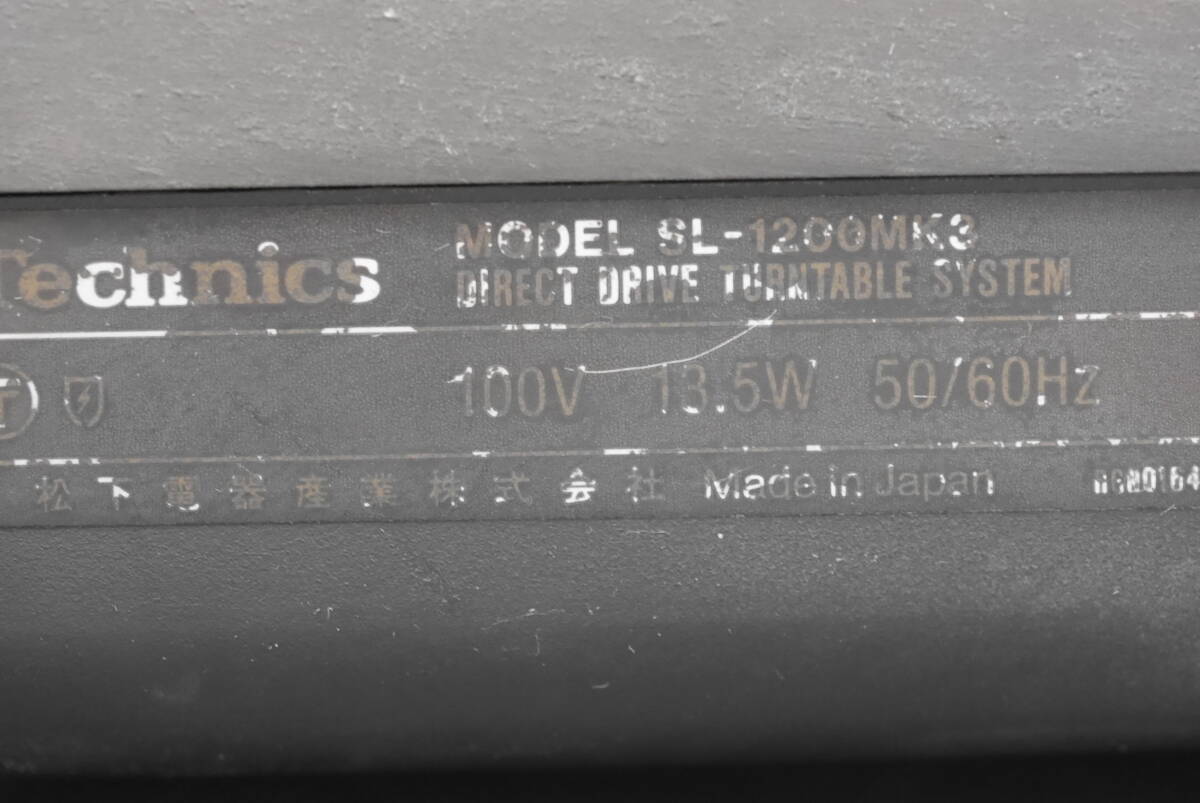 Technics
MODEL SL-1200MK3
DIRECT DRIVE TURNTABLE SYSTEM
100V 13.5W 50/60Hz
松下電器産業株式会社 Made in Japan